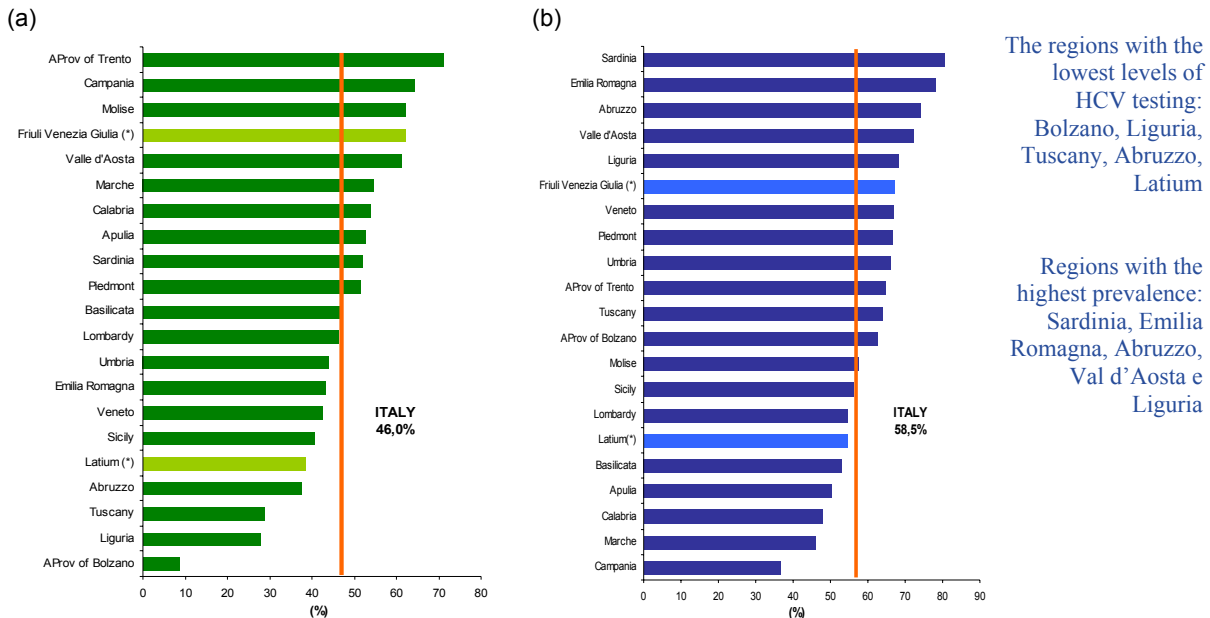 (a)
AProv of Trento
Campania
Molise
Friuli Venezia Giulia (*)
Valle d'Aosta
Marche
Calabria
Apulia
Sardinia
Piedmont
Basilicata
Lombardy
Umbria
Emilia Romagna
Veneto
Sicily
Latium (*)
Abruzzo
Tuscany
Liguria
AProv of Bolzano
ITALY
46,0%
0 10 20 30 40 50 60 70 80
(%)
(b)
Sardinia
Emilia Romagna
Abruzzo
Valle d'Aosta
Liguria
Friuli Venezia Giulia (*)
Veneto
Piedmont
Umbria
AProv of Trento
Tuscany
AProv of Bolzano
Molise
Sicily
Lombardy
Latium(*)
Basilicata
Apulia
Calabria
Marche
Campania
ITALY
58,5%
0 10 20 30 40 50 60 70 80 90
(%)
The regions with the
lowest levels of
HCV testing:
Bolzano, Liguria,
Tuscany, Abruzzo,
Latium
Regions with the
highest prevalence:
Sardinia, Emilia
Romagna, Abruzzo,
Val d’Aosta e
Liguria